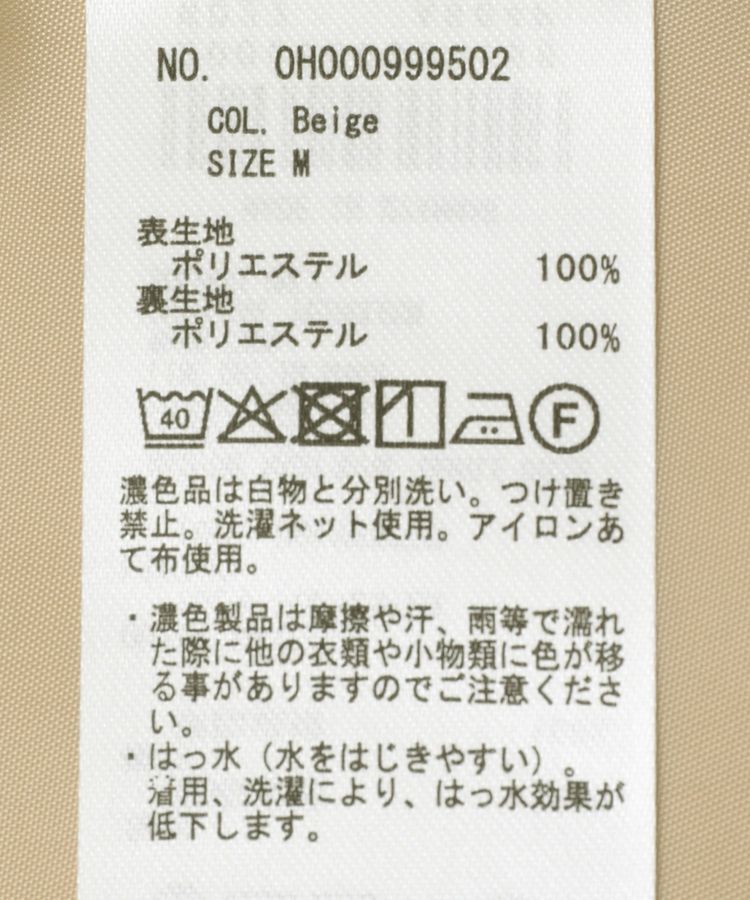 NO. 0H000999502
COL. Beige
SIZE M
表生地
ポリエステル 100%
裏生地
ポリエステル 100%
40 F
濃色品は白物と分別洗い。つけ置き
禁止。洗濯ネット使用。アイロンあ
て布使用。
・濃色製品は摩擦や汗、雨等で濡れ
た際に他の衣類や小物類に色が移
る事がありますのでご注意くださ
い。
・はっ水（水をはじきやすい）。
着用、洗濯により、はっ水効果が
低下します。